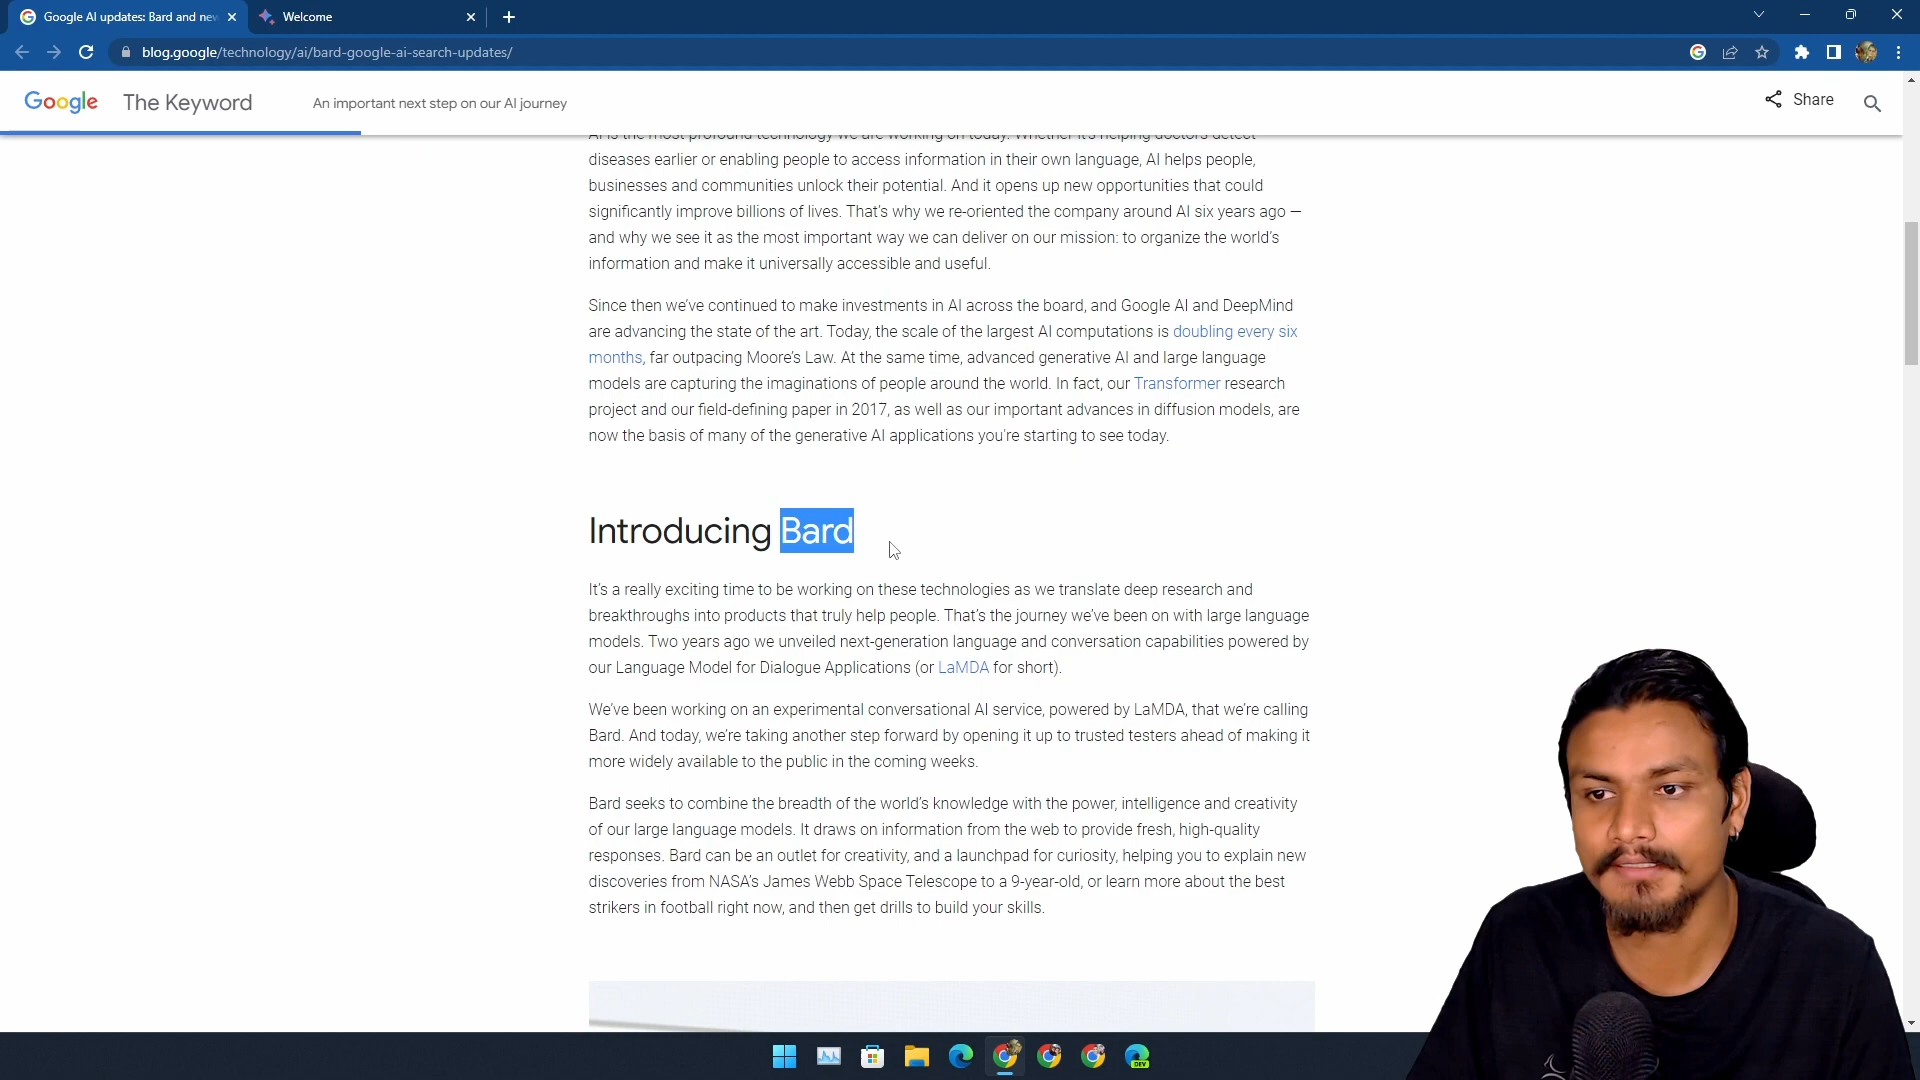 Google AI updates: Bard and new
Welcome
blog.google/technology/ai/bard-google-ai-search-updates/
Google The Keyword
An important next step on our AI journey
Share
AI is the most profound technology we are working on today. Whether it's helping doctors detect
diseases earlier or enabling people to access information in their own language, AI helps people,
businesses and communities unlock their potential. And it opens up new opportunities that could
significantly improve billions of lives. That's why we re-oriented the company around AI six years ago —
and why we see it as the most important way we can deliver on our mission: to organize the world's
information and make it universally accessible and useful.
Since then we've continued to make investments in AI across the board, and Google AI and DeepMind
are advancing the state of the art. Today, the scale of the largest AI computations is doubling every six
months, far outpacing Moore's Law. At the same time, advanced generative AI and large language
models are capturing the imaginations of people around the world. In fact, our Transformer research
project and our field-defining paper in 2017, as well as our important advances in diffusion models, are
now the basis of many of the generative AI applications you're starting to see today.
Introducing Bard
It's a really exciting time to be working on these technologies as we translate deep research and
breakthroughs into products that truly help people. That's the journey we've been on with large language
models. Two years ago we unveiled next-generation language and conversation capabilities powered by
our Language Model for Dialogue Applications (or LaMDA for short).
We've been working on an experimental conversational AI service, powered by LaMDA, that we're calling
Bard. And today, we're taking another step forward by opening it up to trusted testers ahead of making it
more widely available to the public in the coming weeks.
Bard seeks to combine the breadth of the world's knowledge with the power, intelligence and creativity
of our large language models. It draws on information from the web to provide fresh, high-quality
responses. Bard can be an outlet for creativity, and a launchpad for curiosity, helping you to explain new
discoveries from NASA's James Webb Space Telescope to a 9-year-old, or learn more about the best
strikers in football right now, and then get drills to build your skills.
DEV